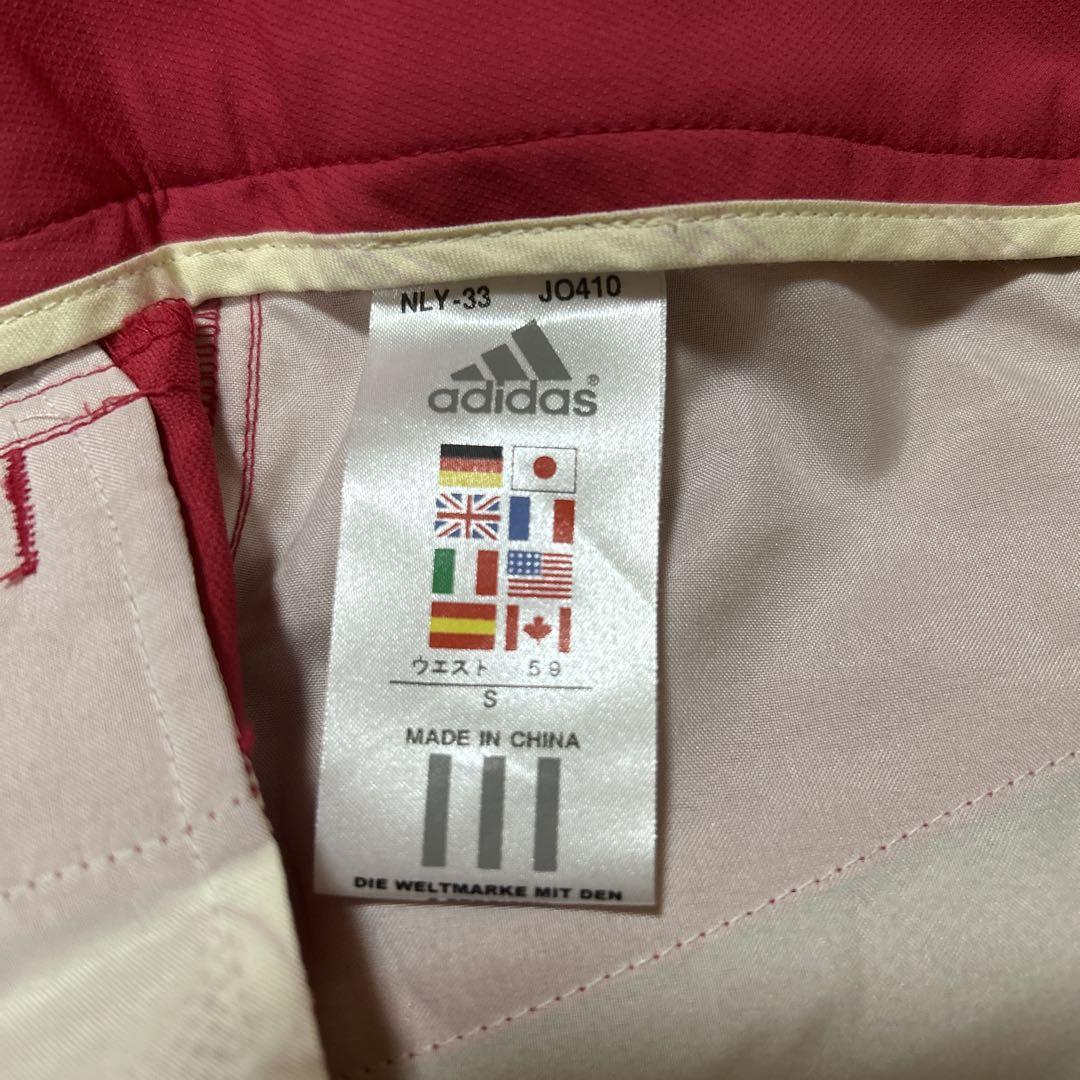 NLY-33 JO410
adidas®
ウエスト 59
S
MADE IN CHINA
DIE WELTMARKE MIT DEN